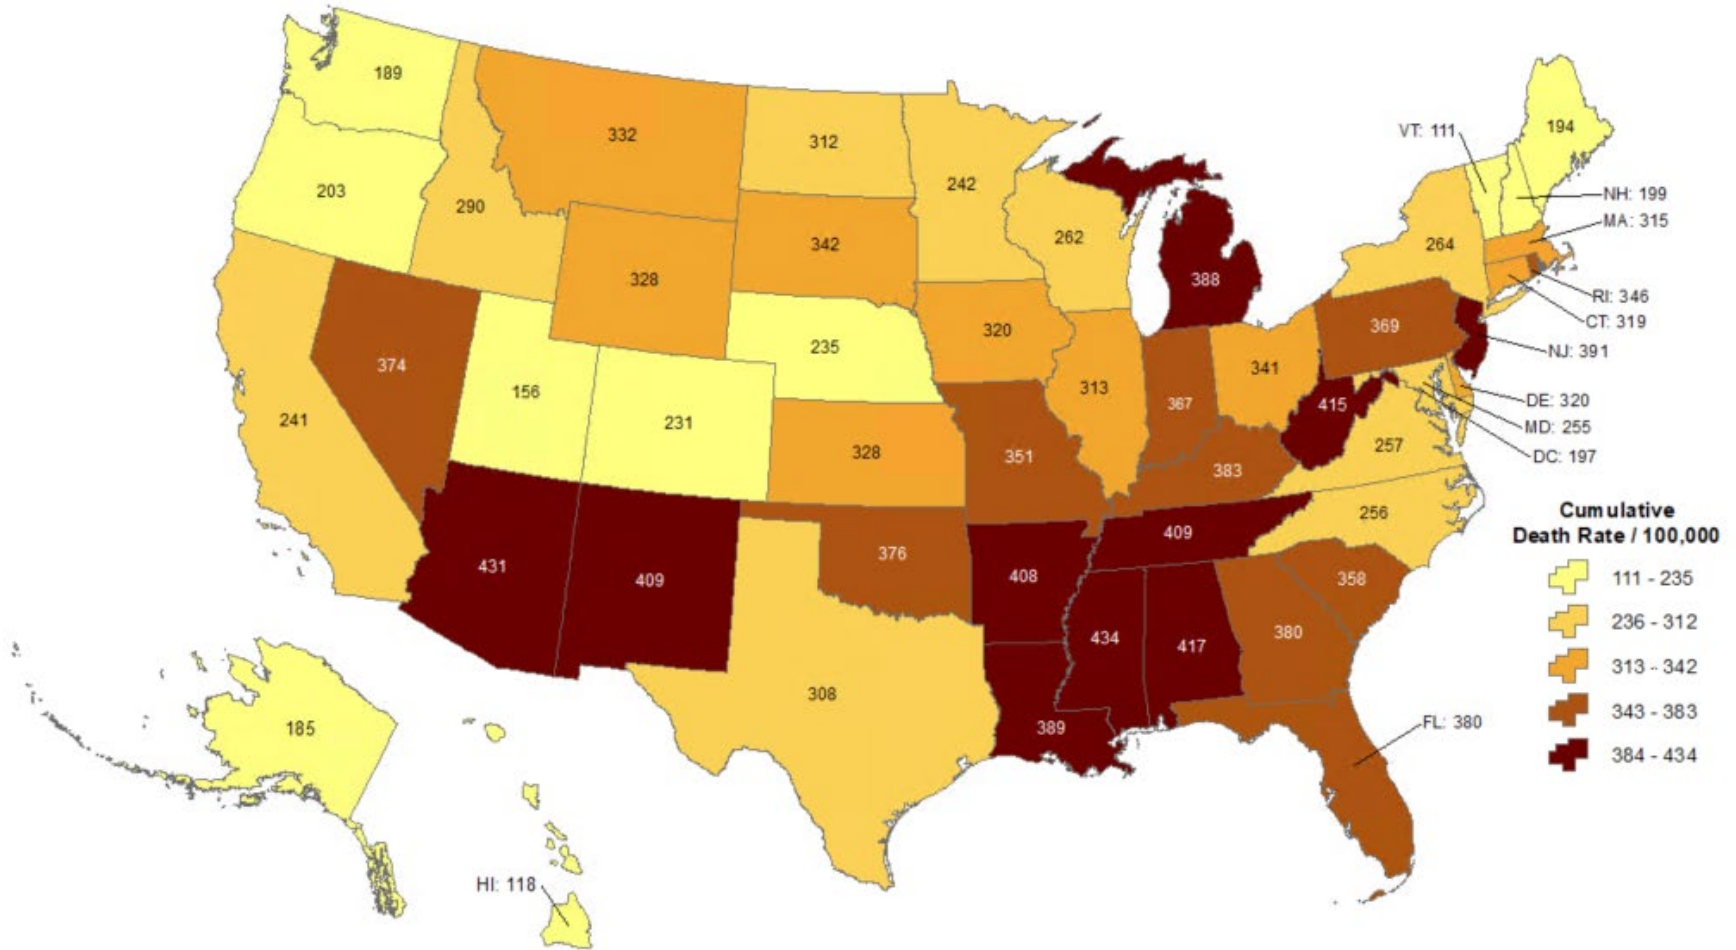 189
332
312
194
VT: 111
242
203
290
NH: 199
MA: 315
262
342
264
328
388
RI: 346
CT: 319
320
369
235
NJ: 391
374
341
313
156
DE: 320
367
415
241
231
MD: 255
257
328
351
DC: 197
383
Cumulative
Death Rate / 100,000
256
409
376
431
409
408
358
111 - 235
236 - 312
434
380
417
313 - 342
308
343 - 383
185
389
FL: 380
384 - 434
HI: 118